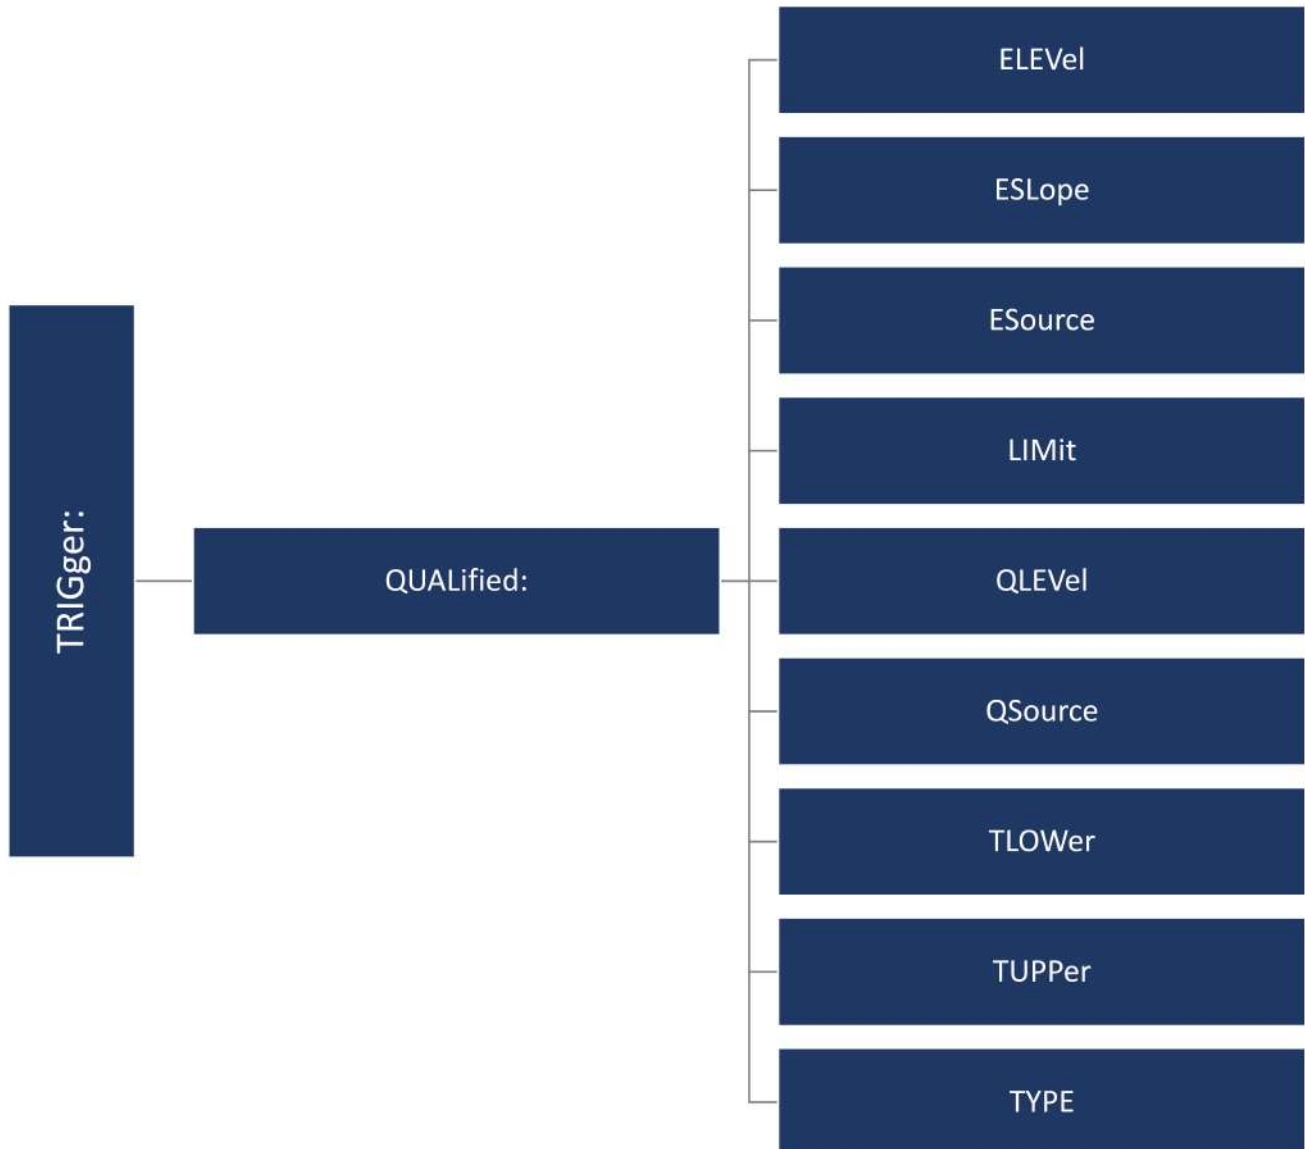 TRIGger:
QUALified:
ELEVel
ESLope
ESource
LIMit
QLEVel
QSource
TLOWer
TUPPer
TYPE